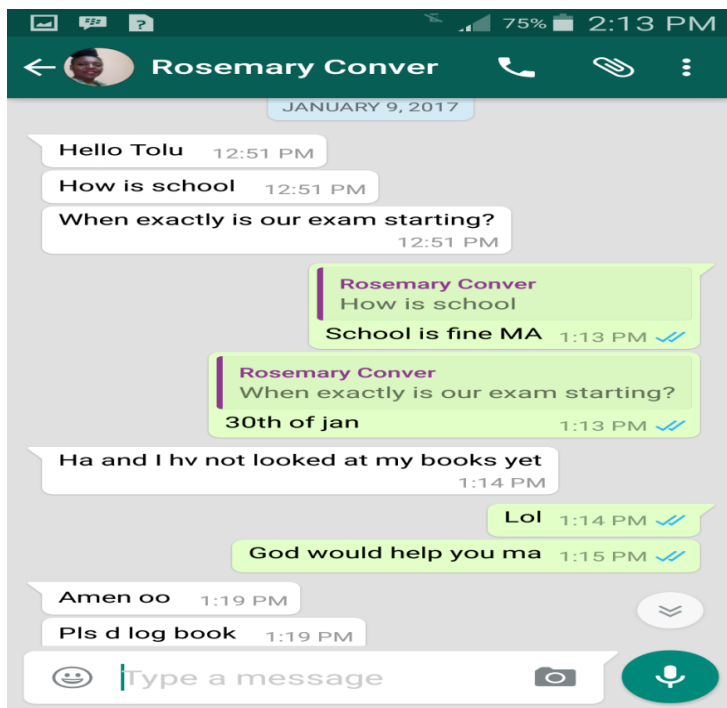 75% 2:13 PM
Rosemary Conver
JANUARY 9, 2017
Hello Tolu 12:51 PM
How is school 12:51 PM
When exactly is our exam starting?
12:51 PM
Rosemary Conver
How is school
School is fine MA 1:13 PM
Rosemary Conver
When exactly is our exam starting?
30th of jan 1:13 PM
Ha and I hv not looked at my books yet
1:14 PM
Lol 1:14 PM
God would help you ma 1:15 PM
Amen oo 1:19 PM
Pls d log book 1:19 PM
Type a message